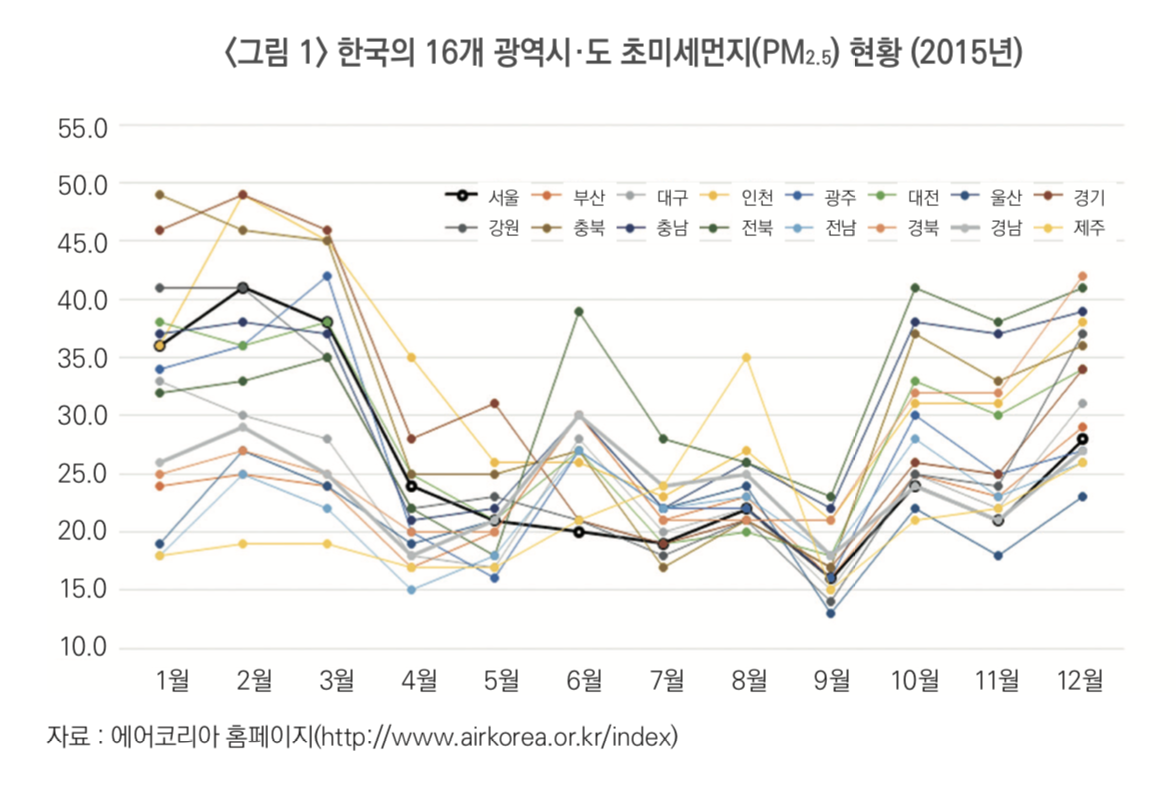 <그림 1> 한국의 16개 광역시·도 초미세먼지(PM2.5) 현황 (2015년)
55.0
50.0
45.0
40.0
35.0
30.0
25.0
20.0
15.0
10.0
서울 부산 대구 인천 광주 대전 울산 경기
강원 충북 충남 전북 전남 경북 경남 제주
1월 2월 3월 4월 5월 6월 7월 8월 9월 10월 11월 12월
자료 : 에어코리아 홈페이지(http://www.airkorea.or.kr/index)